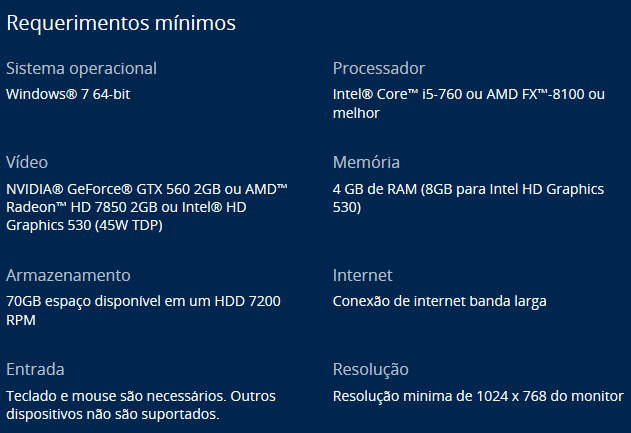 Requerimentos mínimos
Sistema operacional
Windows® 7 64-bit
Processador
Intel® Core™ i5-760 ou AMD FX™-8100 ou
melhor
Vídeo
NVIDIA® GeForce® GTX 560 2GB ou AMD™
Radeon™ HD 7850 2GB ou Intel® HD
Graphics 530 (45W TDP)
Memória
4 GB de RAM (8GB para Intel HD Graphics
530)
Armazenamento
70GB espaço disponível em um HDD 7200
RPM
Internet
Conexão de internet banda larga
Entrada
Teclado e mouse são necessários. Outros
dispositivos não são suportados.
Resolução
Resolução minima de 1024 x 768 do monitor